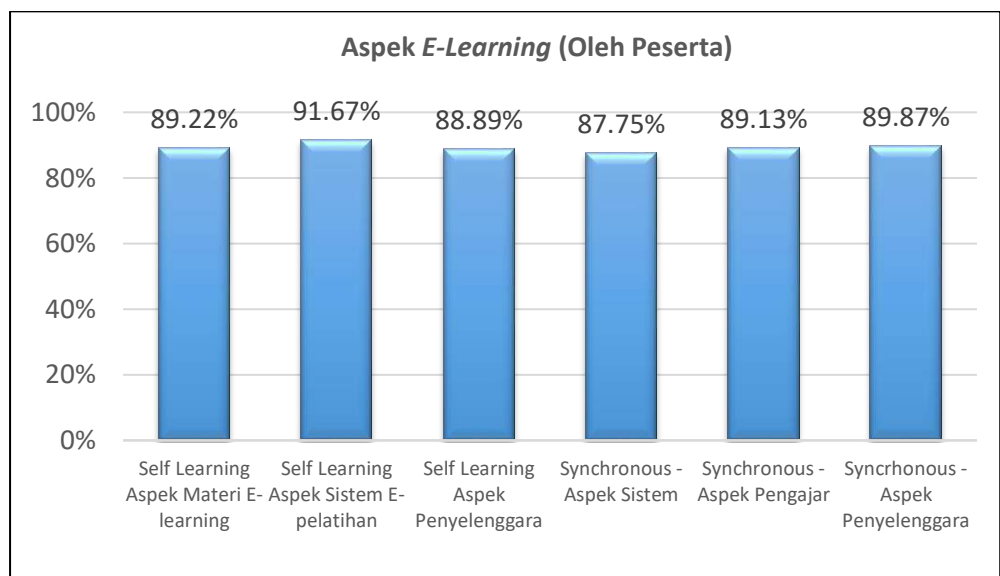 Aspek E-Learning (Oleh Peserta)
100%
80%
60%
40%
20%
0%
89.22%
91.67%
88.89%
87.75%
89.13%
89.87%
Self Learning
Aspek Materi E-
learning
Self Learning
Aspek Sistem E-
pelatihan
Self Learning
Aspek
Penyelenggara
Synchronous -
Aspek Sistem
Synchronous -
Aspek Pengajar
Syncrhonous -
Aspek
Penyelenggara